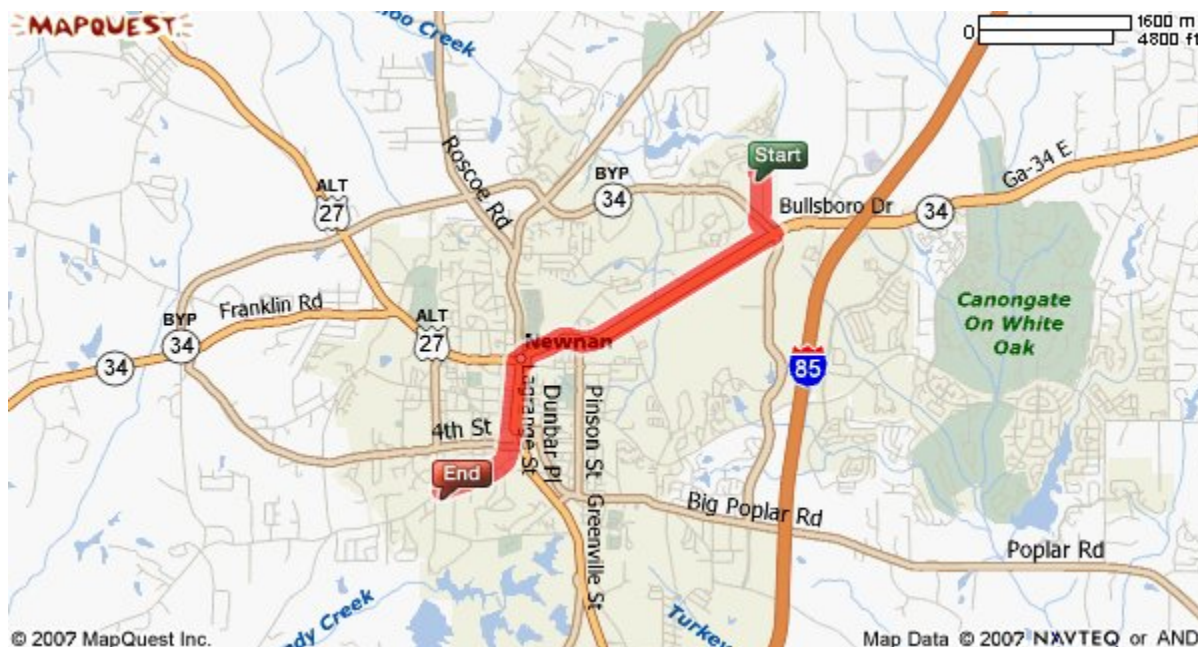 MAPQUEST
1600 m
0
4800 ft
oo Creek
Roscoe Rd
ALT
27
BYP
34
Start
Bullsboro Dr
34
Ga-34 E
Franklin Rd
BYP
34
34
ALT
27
Newnan
Canongate
On White
Oak
85
4th St
Lagrange St
Dunbar Pl
Pinson St
Greenville St
End
Big Poplar Rd
Poplar Rd
ndy Creek
Turkey
© 2007 MapQuest Inc.
Map Data © 2007 NAVTEQ or AND